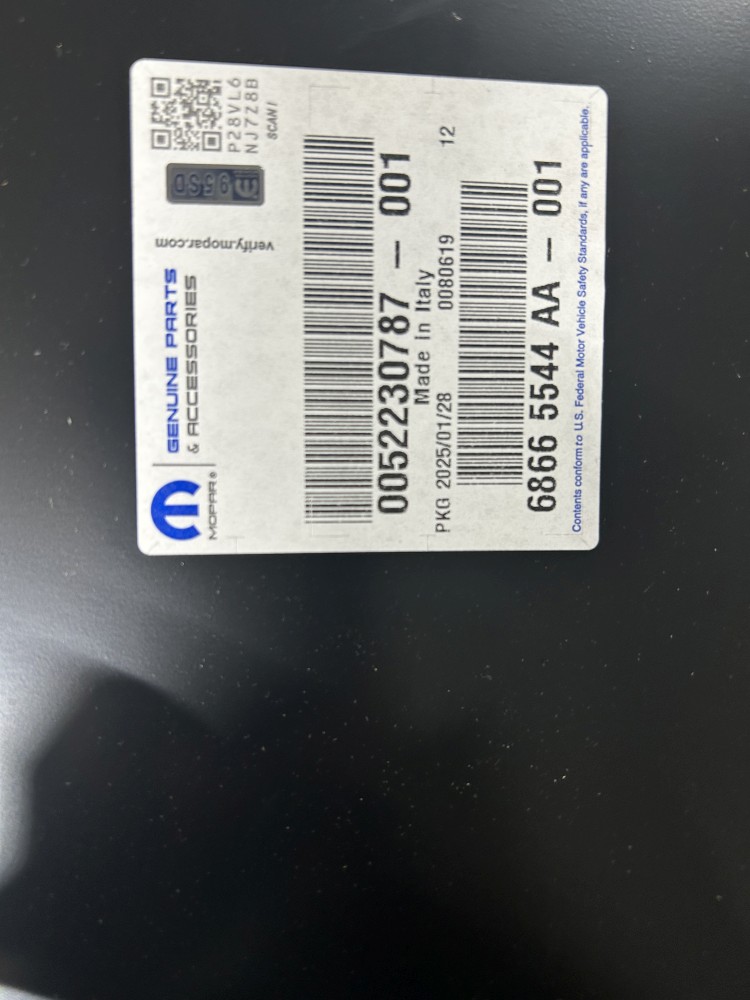 MOPAR®
GENUINE PARTS
& ACCESSORIES
verify.mopar.com
95SD
P28VL6
NJ7Z8B
SCAN!
0052230787 – 001
Made In Italy
PKG 2025/01/28 0080619 12
6866 5544 AA – 001
Contents conform to U.S. Federal Motor Vehicle Safety Standards, if any are applicable.